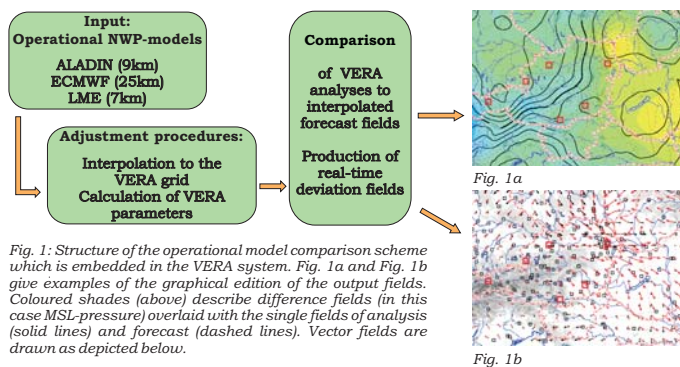 Input:
Operational NWP-models
ALADIN (9km)
ECMWF (25km)
LME (7km)
Adjustment procedures:
Interpolation to the
VERA grid
Calculation of VERA
parameters
Comparison
of VERA
analyses to
interpolated
forecast fields
Production of
real-time
deviation fields
Fig. 1a
Fig. 1b
Fig. 1: Structure of the operational model comparison scheme
which is embedded in the VERA system. Fig. 1a and Fig. 1b
give examples of the graphical edition of the output fields.
Coloured shades (above) describe difference fields (in this
case MSL-pressure) overlaid with the single fields of analysis
(solid lines) and forecast (dashed lines). Vector fields are
drawn as depicted below.